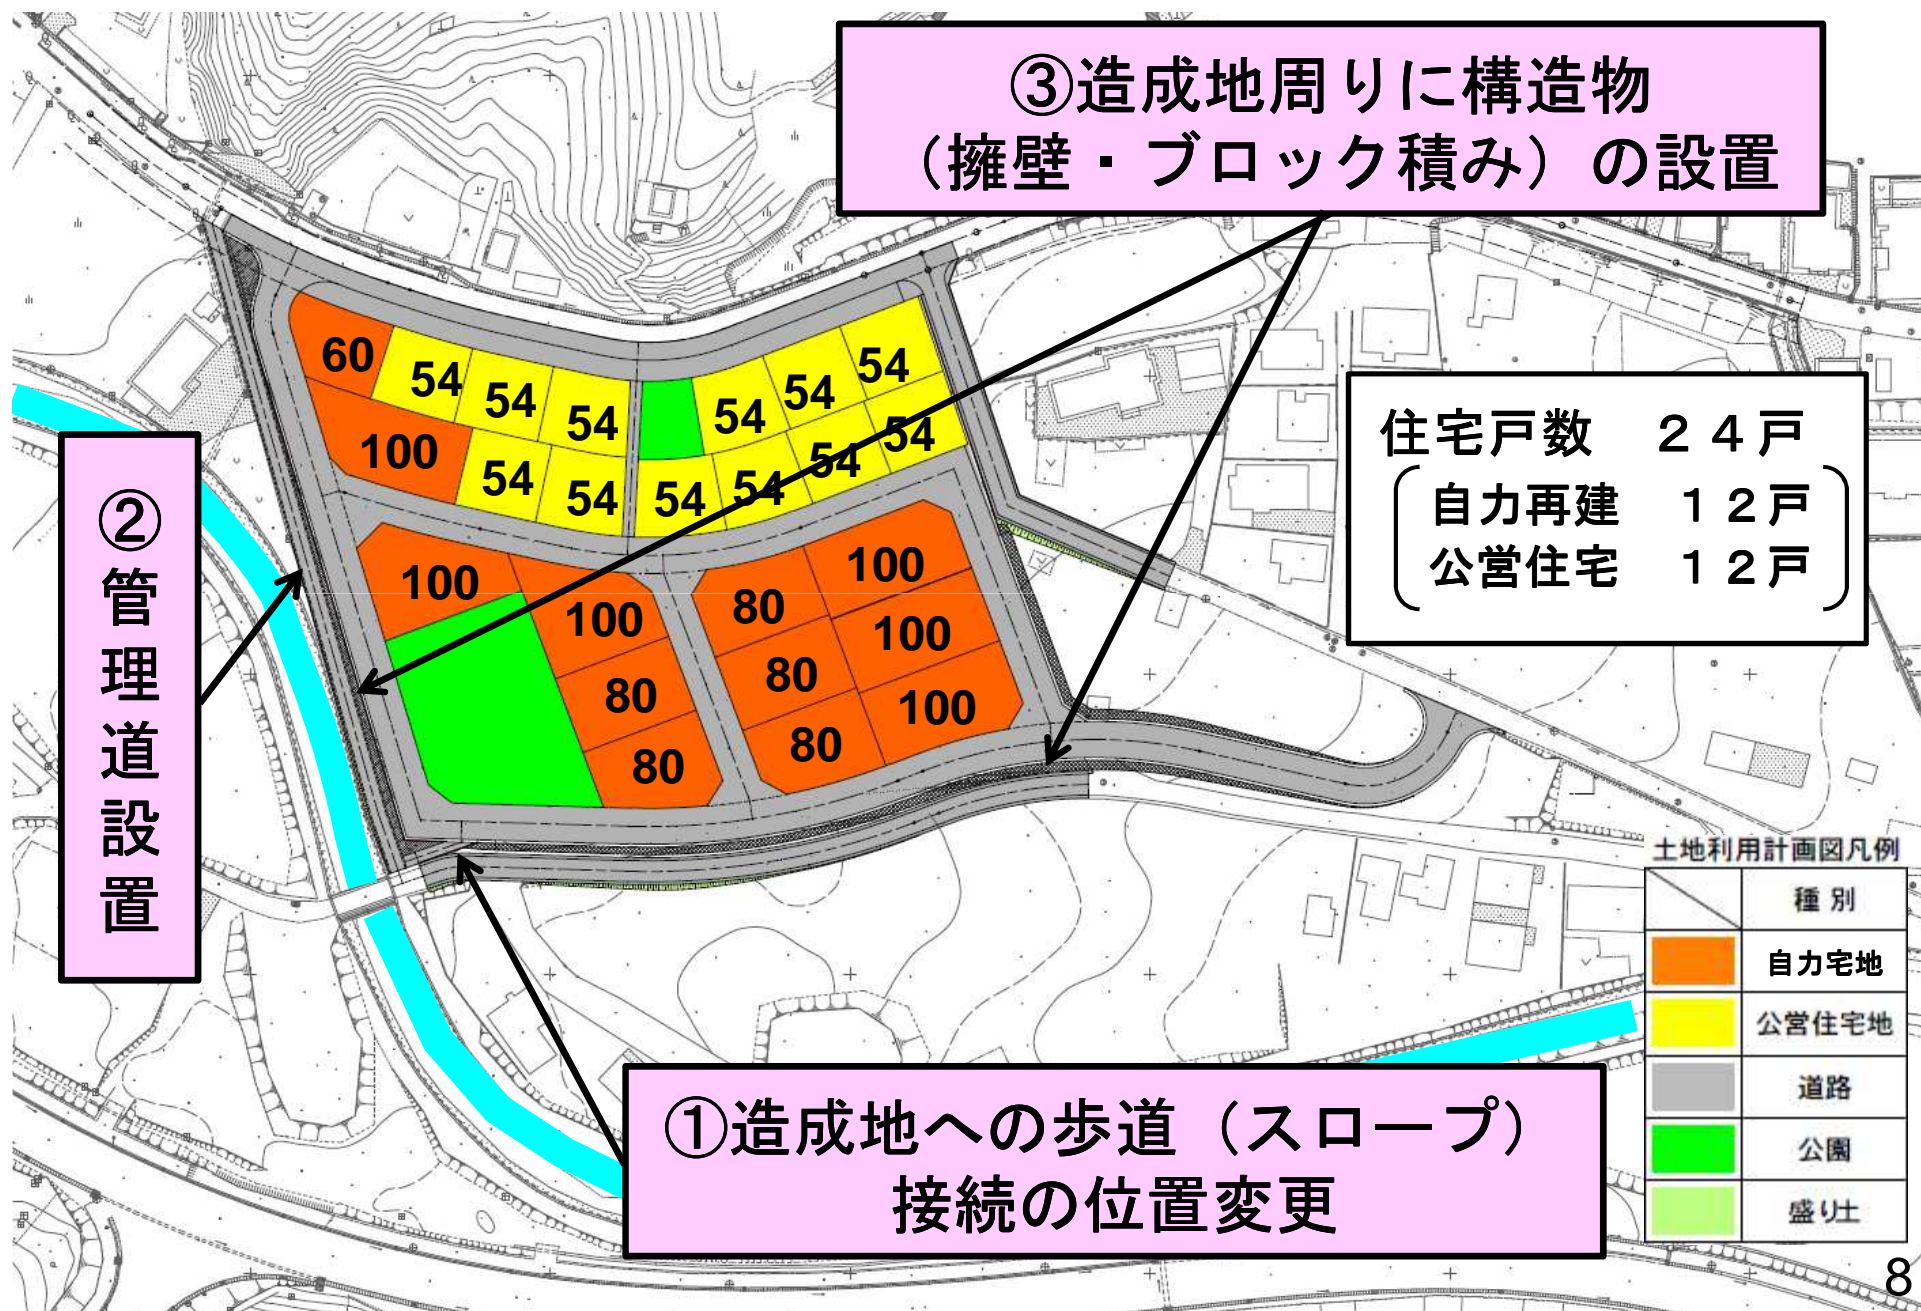 ③造成地周りに構造物
（擁壁・ブロック積み）の設置
60
54
54
54
54
54
54
100
54
54
54
54
54
54
100
100
80
80
80
80
80
100
100
100
住宅戸数　２４戸
自力再建　１２戸
公営住宅　１２戸
②管理道設置
①造成地への歩道（スロープ）
接続の位置変更
土地利用計画図凡例
種別
自力宅地
公営住宅地
道路
公園
盛り土
8